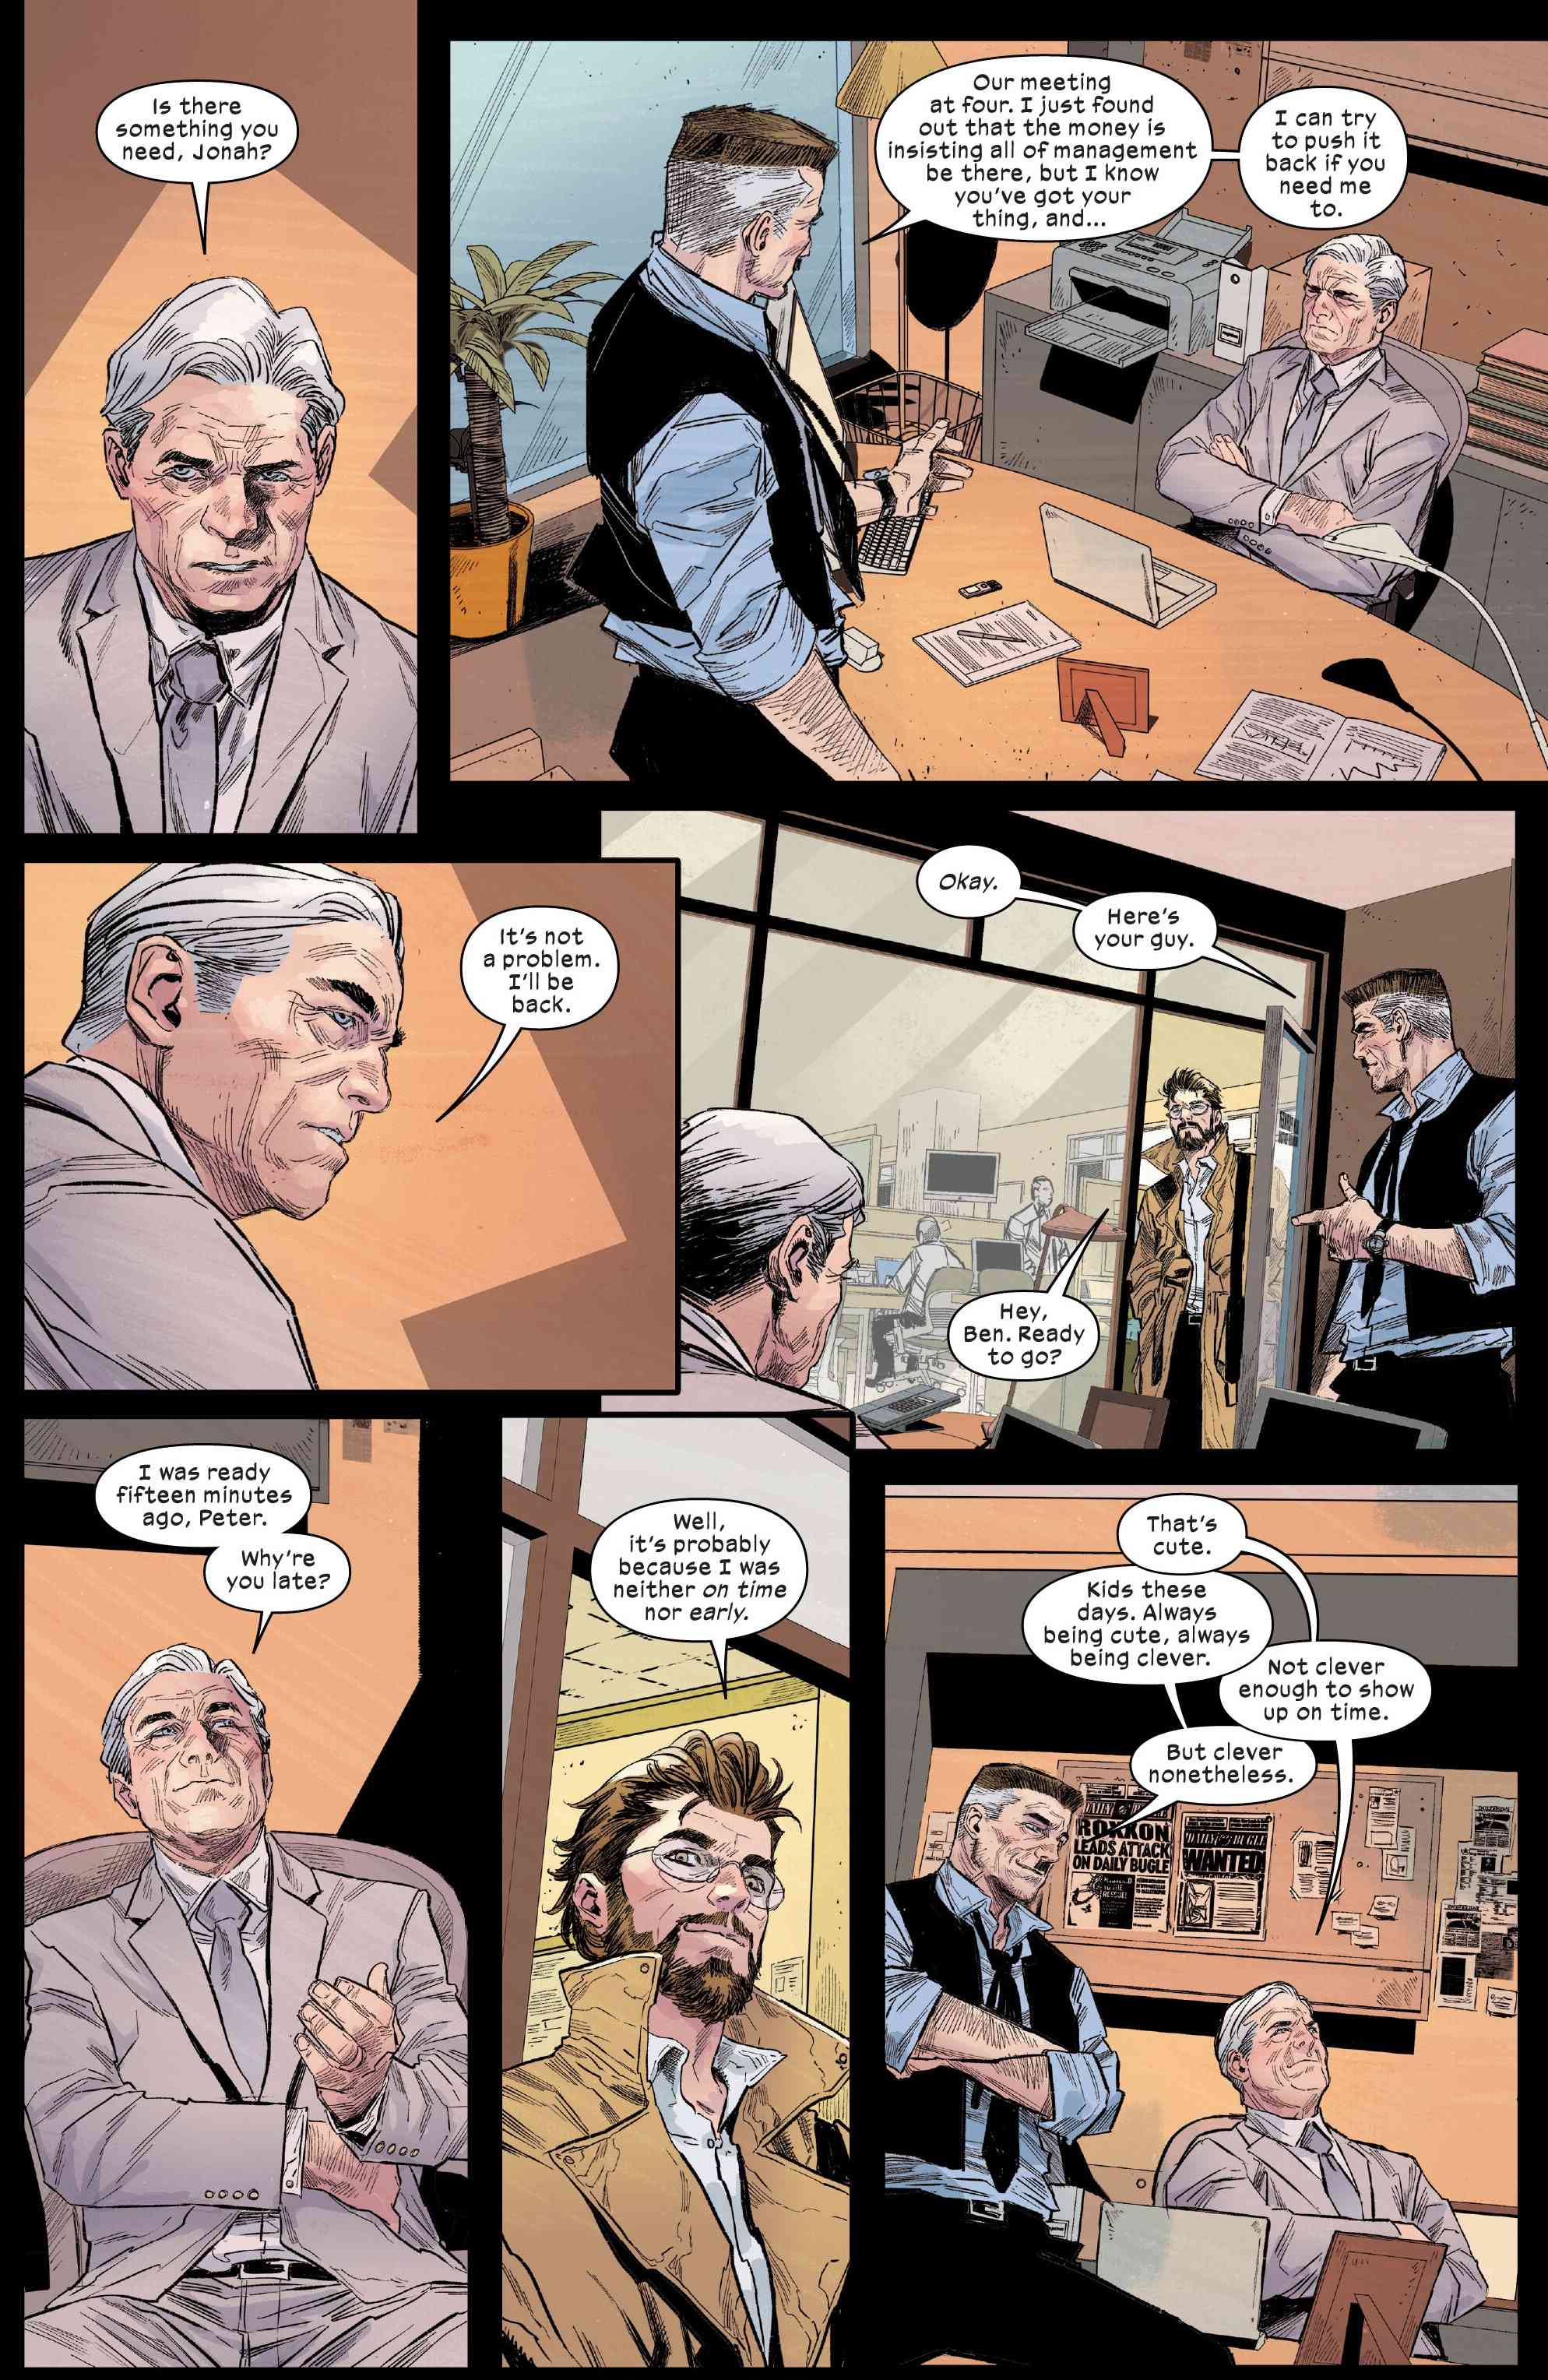 Is there
something you
need, Jonah?
Our meeting
at four. I just found
out that the money is
insisting all of management
be there, but I know
you've got your
thing, and...
I can try
to push it
back if you
need me
to.
It's not
a problem.
I'll be
back.
Okay.
Here's
your guy.
Hey,
Ben. Ready
to go?
I was ready
fifteen minutes
ago, Peter.
Why're
you late?
Well,
it's probably
because I was
neither on time
nor early.
That's
cute.
Kids these
days. Always
being cute, always
being clever.
Not clever
enough to show
up on time.
But clever
nonetheless.
DAILY BUGLE
ROXXON
LEADS ATTACK
ON DAILY BUGLE
TO THE
RESCUE!
DAILY BUGLE
WANTED